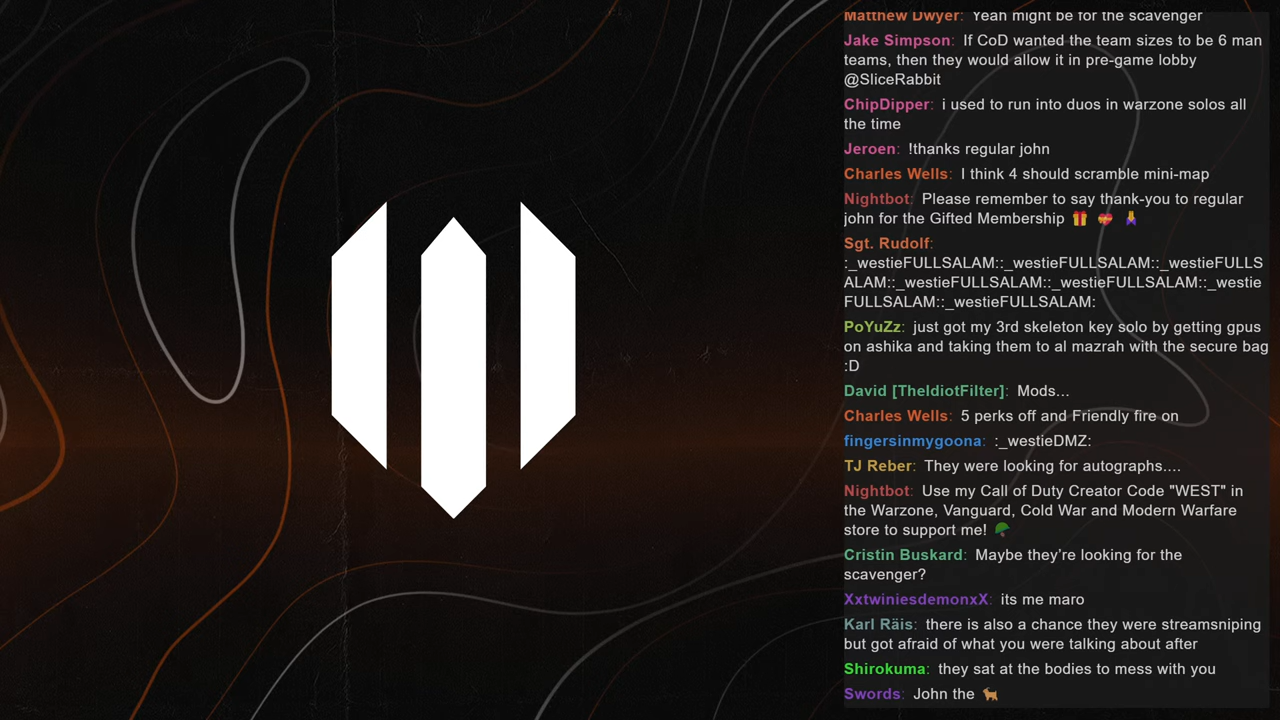 Matthew Dwyer: Yeah might be for the scavenger
Jake Simpson: If CoD wanted the team sizes to be 6 man
teams, then they would allow it in pre-game lobby
@SliceRabbit
ChipDipper: i used to run into duos in warzone solos all
the time
Jeroen: !thanks regular john
Charles Wells: I think 4 should scramble mini-map
Nightbot: Please remember to say thank-you to regular
john for the Gifted Membership 🎁 💝 🙏
Sgt. Rudolf:
:_westieFULLSALAM::_westieFULLSALAM::_westieFULLS
ALAM::_westieFULLSALAM::_westieFULLSALAM::_westie
FULLSALAM::_westieFULLSALAM:
PoYuZz: just got my 3rd skeleton key solo by getting gpus
on ashika and taking them to al mazrah with the secure bag
:D
David [TheIdiotFilter]: Mods...
Charles Wells: 5 perks off and Friendly fire on
fingersinmygoona: :_westieDMZ:
TJ Reber: They were looking for autographs....
Nightbot: Use my Call of Duty Creator Code "WEST" in
the Warzone, Vanguard, Cold War and Modern Warfare
store to support me! 🪂
Cristin Buskard: Maybe they're looking for the
scavenger?
XxtwiniesdemonxX: its me maro
Karl Räis: there is also a chance they were streamsniping
but got afraid of what you were talking about after
Shirokuma: they sat at the bodies to mess with you
Swords: John the 🐐